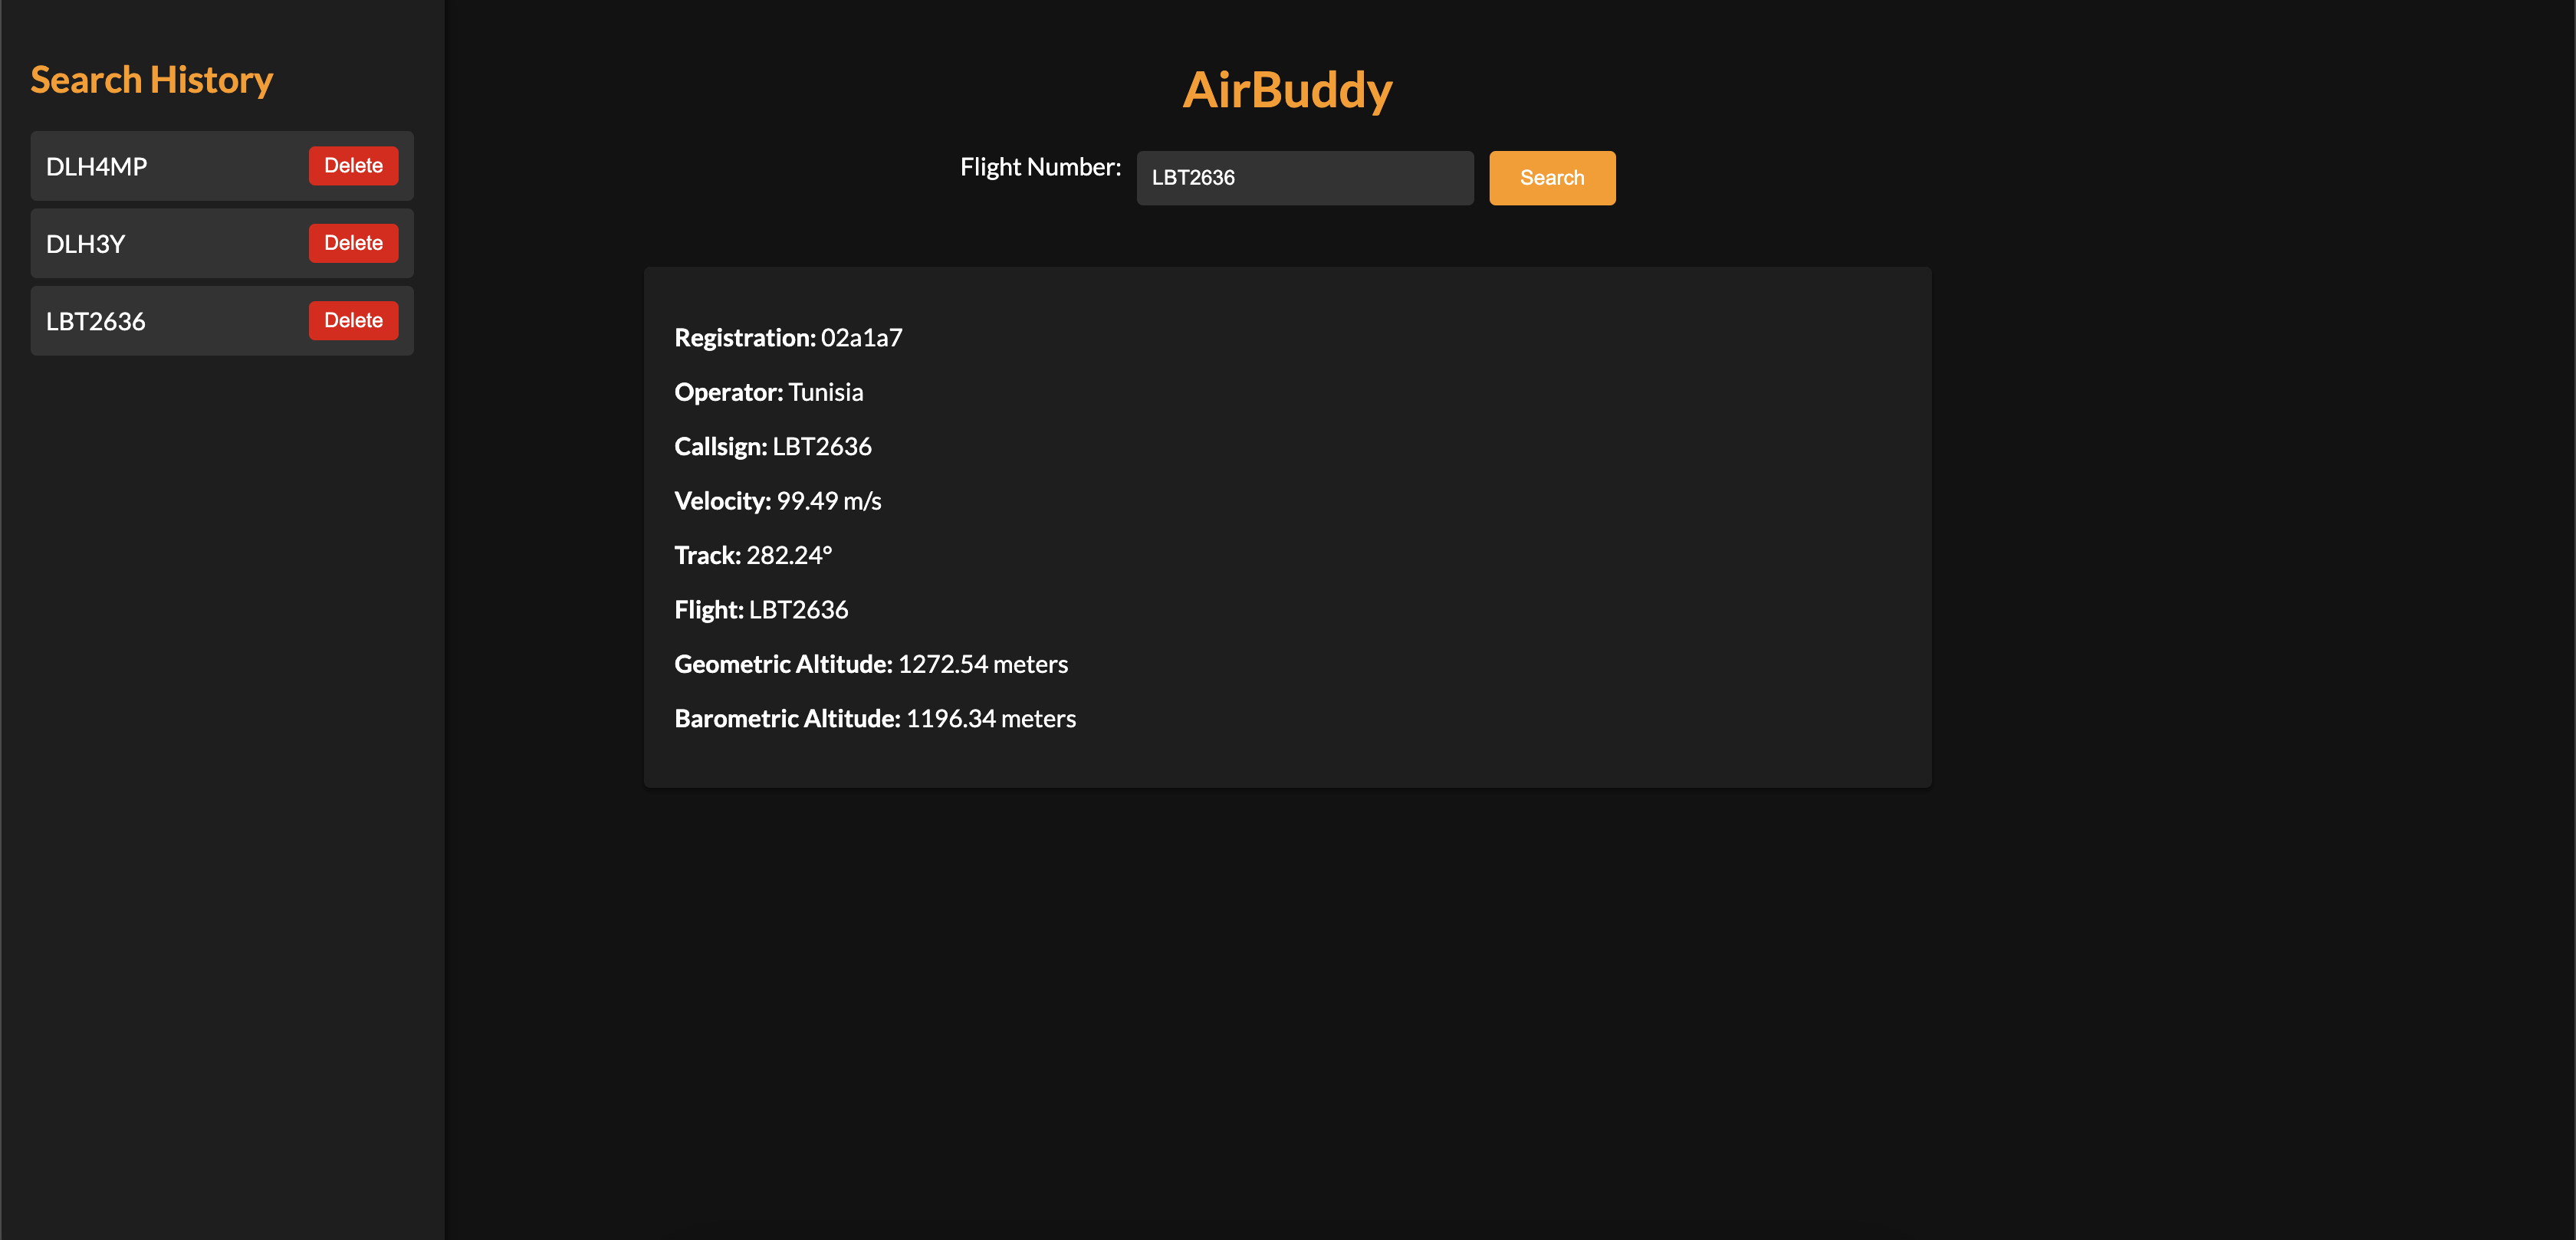 Search History
DLH4MP Delete
DLH3Y Delete
LBT2636 Delete
AirBuddy
Flight Number: LBT2636 Search
Registration: 02a1a7
Operator: Tunisia
Callsign: LBT2636
Velocity: 99.49 m/s
Track: 282.24°
Flight: LBT2636
Geometric Altitude: 1272.54 meters
Barometric Altitude: 1196.34 meters